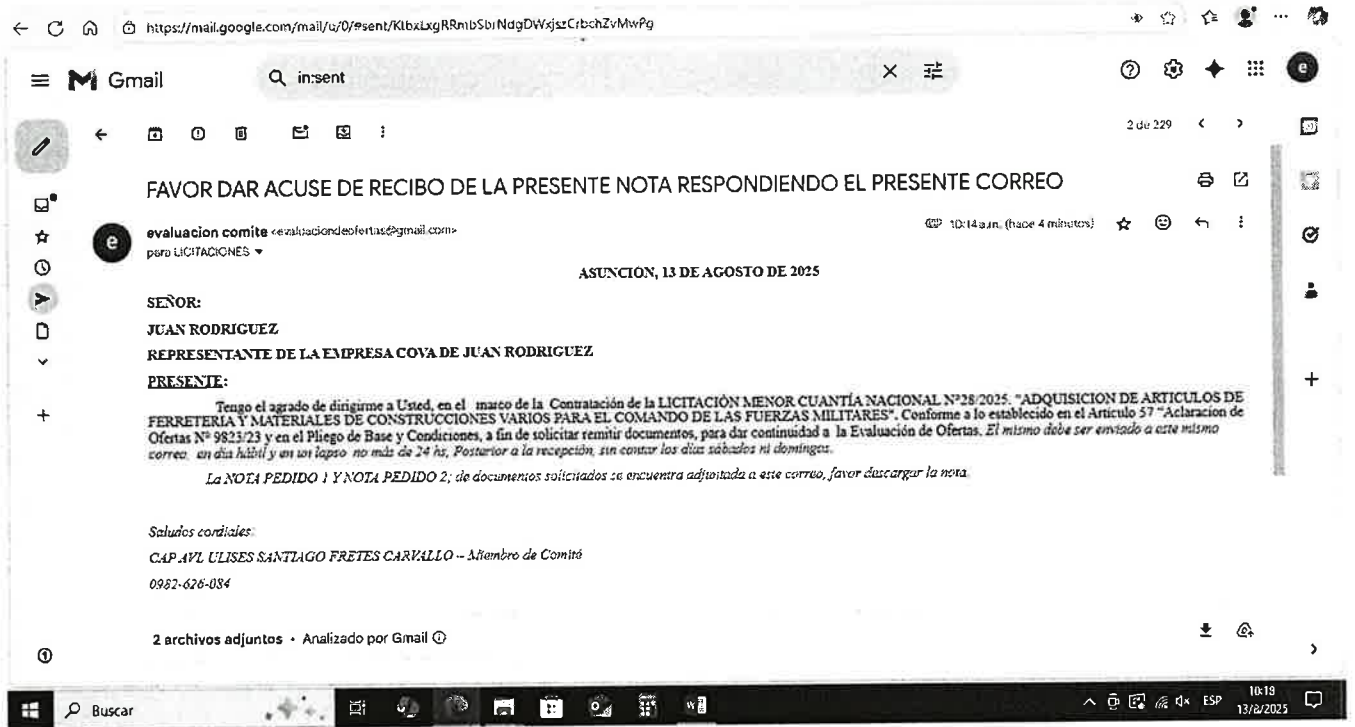 https://mail.google.com/mail/u/0/#sent/KtbxLxgRRmbSbrNdgDWxjszCrbchZvMwPg
Gmail
in:sent
e
2 de 229
FAVOR DAR ACUSE DE RECIBO DE LA PRESENTE NOTA RESPONDIENDO EL PRESENTE CORREO
e
evaluacion comite <evaluaciondeofertas@gmail.com>
10:14 a.m. (hace 4 minutos)
para LICITACIONES
ASUNCION, 13 DE AGOSTO DE 2025
SEÑOR:
JUAN RODRIGUEZ
REPRESENTANTE DE LA EMPRESA COVA DE JUAN RODRIGUEZ
PRESENTE:
Tengo el agrado de dirigirme a Usted, en el marco de la Contratación de la LICITACIÓN MENOR CUANTÍA NACIONAL N°28/2025. "ADQUISICION DE ARTICULOS DE
FERRETERIA Y MATERIALES DE CONSTRUCCIONES VARIOS PARA EL COMANDO DE LAS FUERZAS MILITARES". Conforme a lo establecido en el Articulo 57 "Aclaracion de
Ofertas N° 9823/23 y en el Pliego de Base y Condiciones, a fin de solicitar remitir documentos, para dar continuidad a la Evaluación de Ofertas. El mismo debe ser enviado a este mismo
correo, en día hábil y en un lapso no más de 24 hs, Posterior a la recepción, sin contar los días sábados ni domingos.
La NOTA PEDIDO 1 Y NOTA PEDIDO 2; de documentos solicitados se encuentra adjuntada a este correo, favor descargar la nota.
Saludos cordiales:
CAP AVL ULISES SANTIAGO FRETES CARVALLO – Miembro de Comité
0982-626-084
2 archivos adjuntos • Analizado por Gmail
Buscar
ESP
10:19
13/8/2025